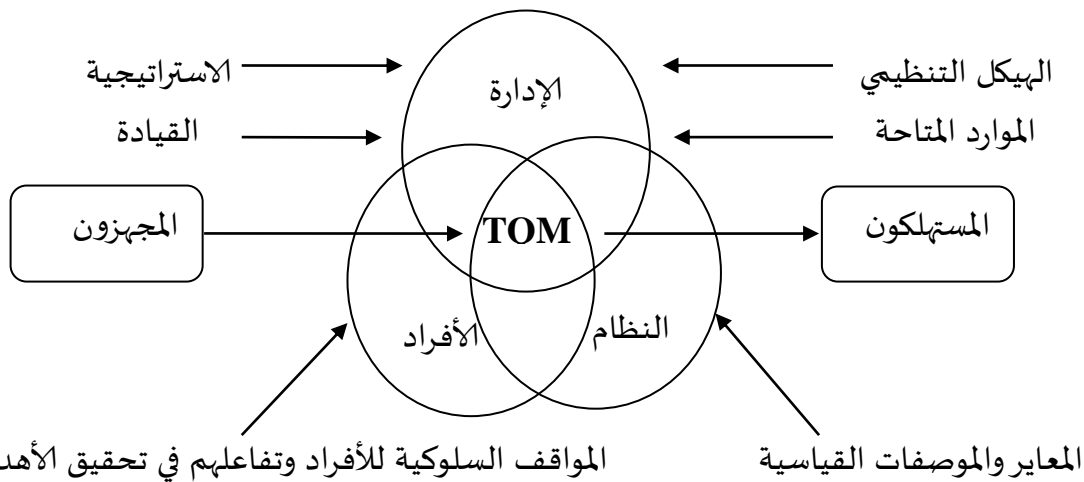 الهيكل التنظيمي
الاستراتيجية
الإدارة
الموارد المتاحة
القيادة
المستهلكون
TOM
المجهزون
النظام
الأفراد
المعاير والموصفات القياسية
المواقف السلوكية للأفراد وتفاعلهم في تحقيق